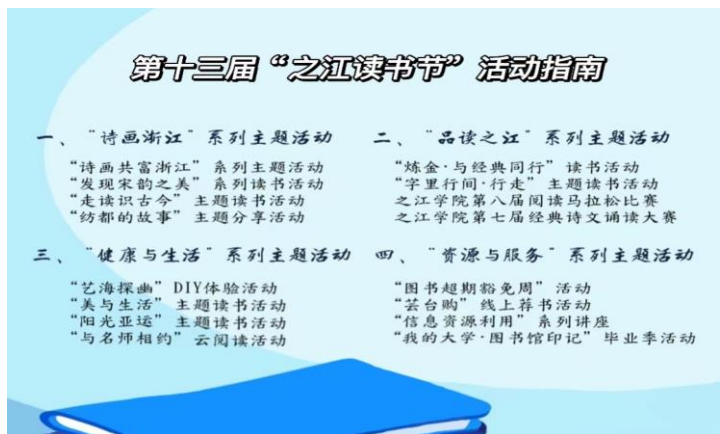 第十三届“之江读书节”活动指南
一、“诗画浙江”系列主题活动
“诗画共富浙江”系列主题活动
“发现宋韵之美”系列读书活动
“走读识古今”主题读书活动
“纺都的故事”主题分享活动
二、“品读之江”系列主题活动
“炼金·与经典同行”读书活动
“字里行间·行走”主题读书活动
之江学院第八届阅读马拉松比赛
之江学院第七届经典诗文诵读大赛
三、“健康与生活”系列主题活动
“艺海探幽”DIY体验活动
“美与生活”主题读书活动
“阳光亚运”主题读书活动
“与名师相约”云阅读活动
四、“资源与服务”系列主题活动
“图书超期豁免周”活动
“芸台购”线上荐书活动
“信息资源利用”系列讲座
“我的大学·图书馆印记”毕业季活动